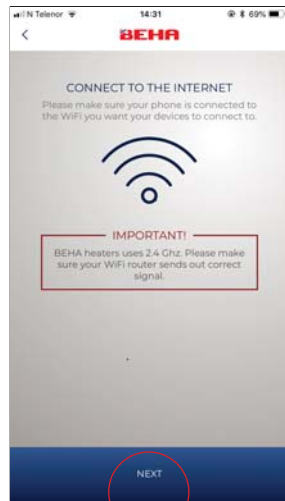 N Telenor 14:31 69%
BEHA
CONNECT TO THE INTERNET
Please make sure your phone is connected to
the WiFi you want your devices to connect to.
IMPORTANT!
BEHA heaters uses 2.4 Ghz. Please make
sure your WiFi router sends out correct
signal.
NEXT